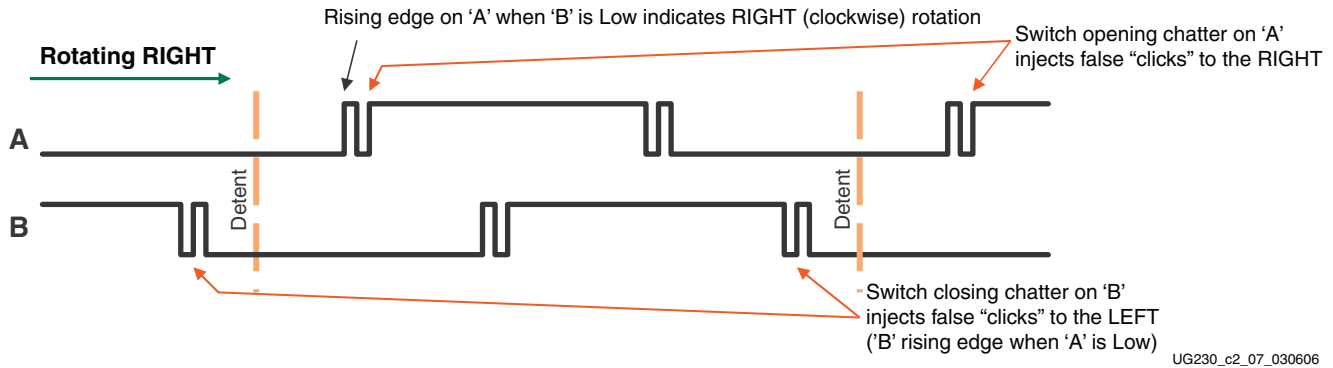 Rising edge on ‘A’ when ‘B’ is Low indicates RIGHT (clockwise) rotation
Rotating RIGHT
Switch opening chatter on ‘A’
injects false “clicks” to the RIGHT
A
Detent
Detent
B
Switch closing chatter on ‘B’
injects false “clicks” to the LEFT
(’B’ rising edge when ‘A’ is Low)
UG230_c2_07_030606